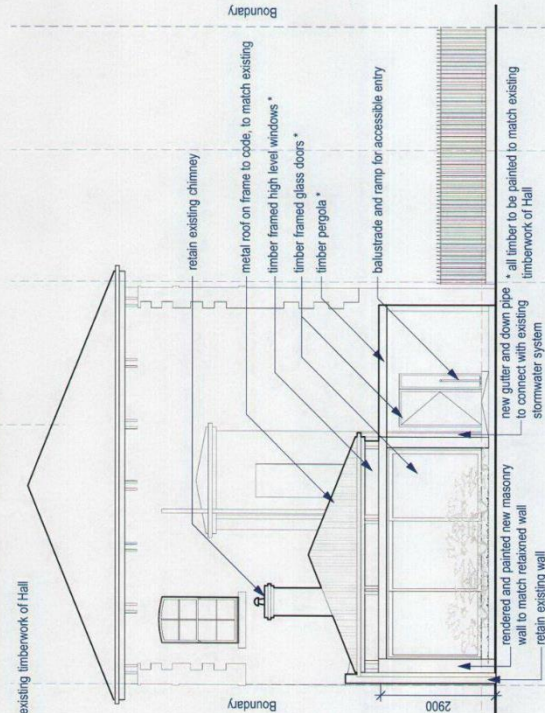 existing timberwork of Hall
Boundary
Boundary
retain existing chimney
metal roof on frame to code, to match existing
timber framed high level windows *
timber framed glass doors *
timber pergola *
balustrade and ramp for accessible entry
2900
rendered and painted new masonry
wall to match retaixned wall
retain existing wall
new gutter and down pipe
to connect with existing
stormwater system
* all timber to be painted to match existing
timberwork of Hall